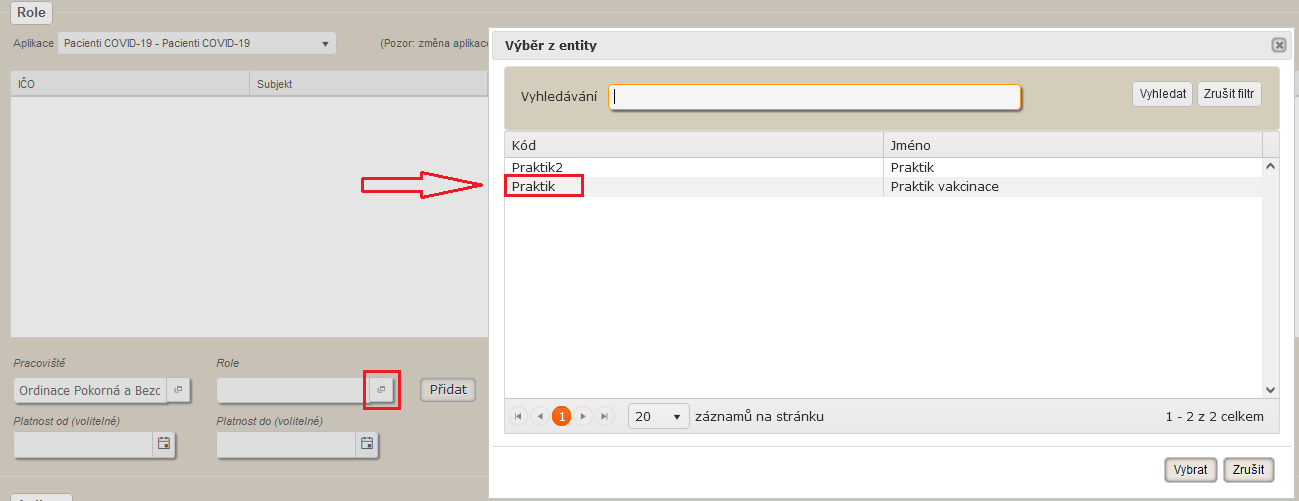 Role
Aplikace Pacienti COVID-19 - Pacienti COVID-19 (Pozor: změna aplikace
IČO Subjekt
Pracoviště Role
Ordinace Pokorná a Bezd Přidat
Platnost od (volitelné) Platnost do (volitelné)
Výběr z entity
Vyhledávání Vyhledat Zrušit filtr
Kód Jméno
Praktik2 Praktik
Praktik Praktik vakcinace
1 20 záznamů na stránku 1 - 2 z 2 celkem
Vybrat Zrušit